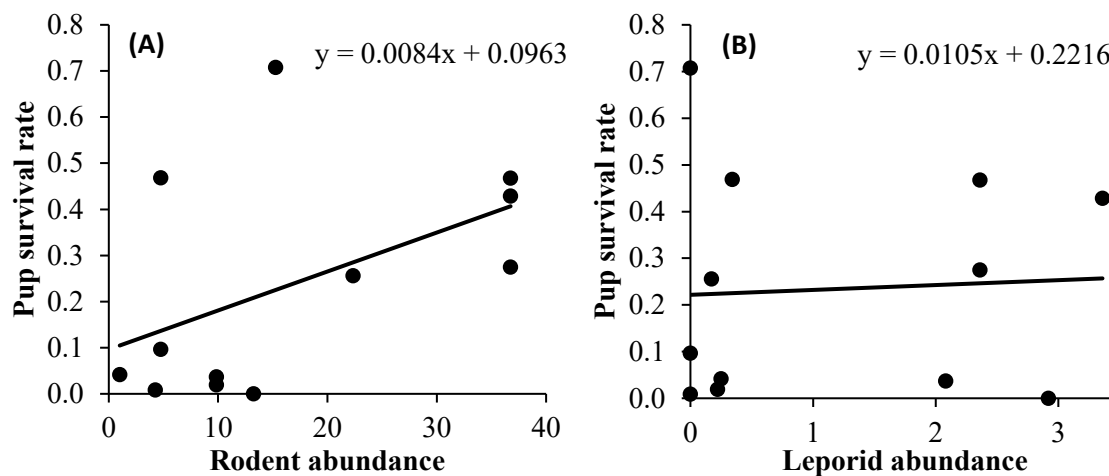 (A)
y = 0.0084x + 0.0963
Pup survival rate
0.8
0.7
0.6
0.5
0.4
0.3
0.2
0.1
0.0
0 10 20 30 40
Rodent abundance
(B)
y = 0.0105x + 0.2216
Pup survival rate
0.8
0.7
0.6
0.5
0.4
0.3
0.2
0.1
0.0
0 1 2 3
Leporid abundance